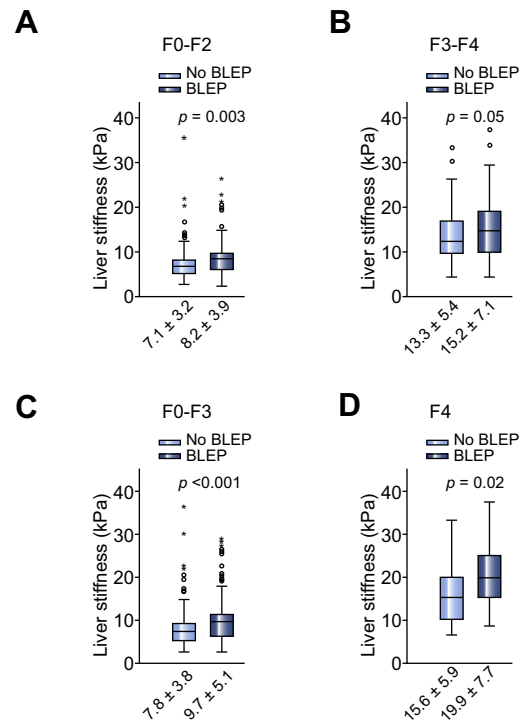 A
F0-F2
No BLEP
BLEP
p = 0.003
Liver stiffness (kPa)
40
30
20
10
0
7.1 ± 3.2
8.2 ± 3.9
B
F3-F4
No BLEP
BLEP
p = 0.05
Liver stiffness (kPa)
40
30
20
10
0
13.3 ± 5.4
15.2 ± 7.1
C
F0-F3
No BLEP
BLEP
p <0.001
Liver stiffness (kPa)
40
30
20
10
0
7.8 ± 3.8
9.7 ± 5.1
D
F4
No BLEP
BLEP
p = 0.02
Liver stiffness (kPa)
40
30
20
10
0
15.6 ± 5.9
19.9 ± 7.7